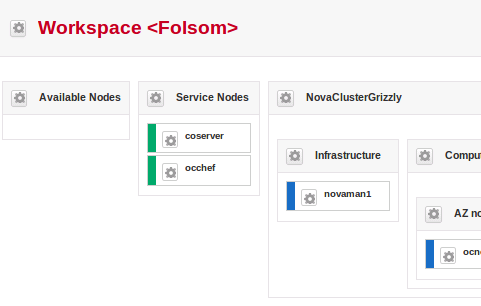 Workspace <Folsom>
Available Nodes
Service Nodes
NovaClusterGrizzly
coserver
occhef
Infrastructure
novaman1